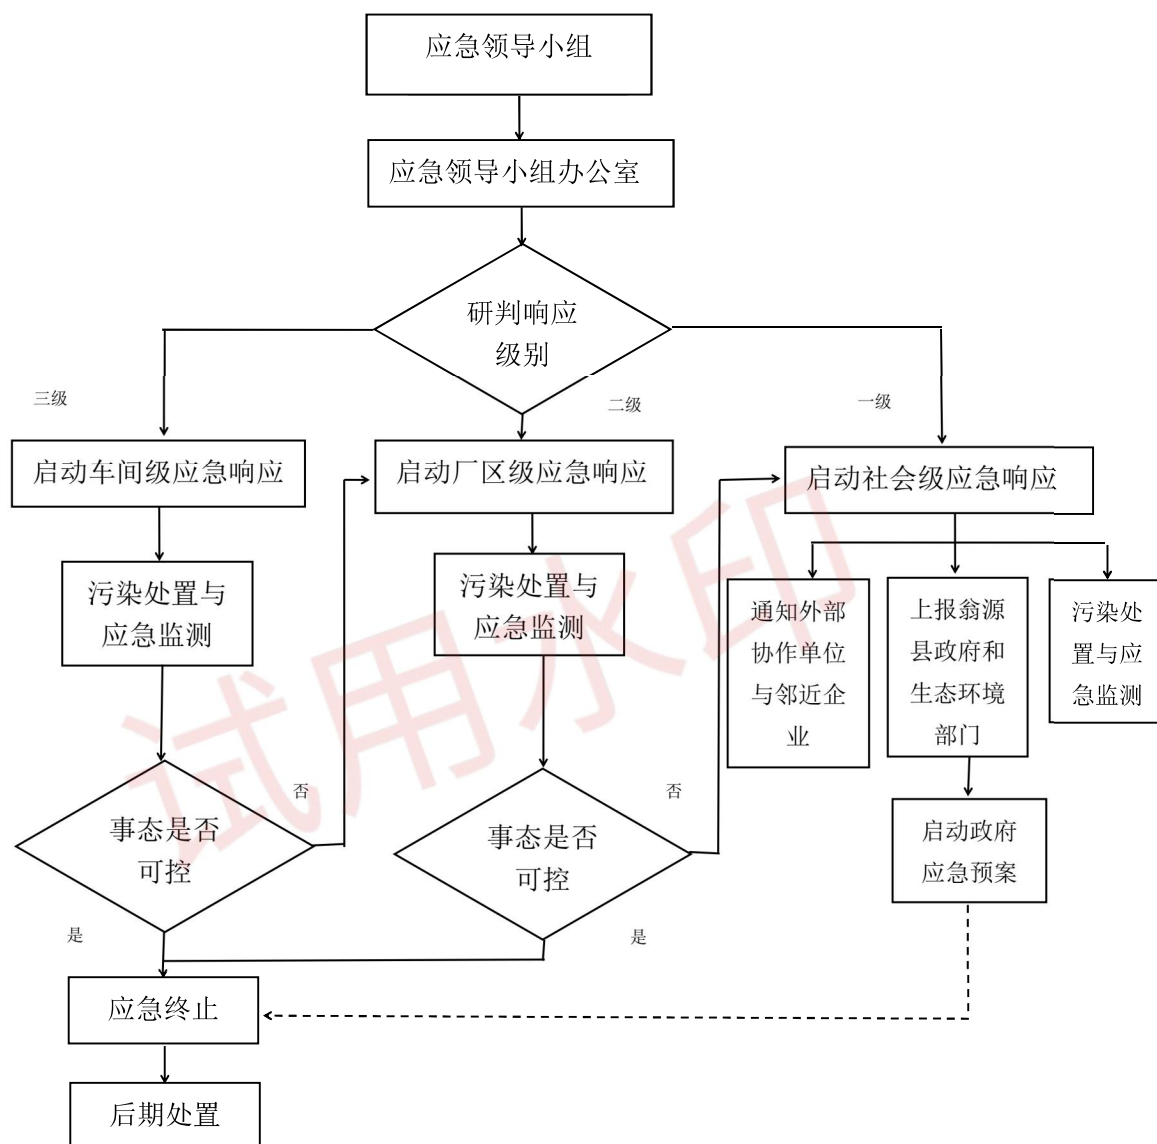 应急领导小组
应急领导小组办公室
研判响应
级别
三级
二级
一级
启动车间级应急响应
启动厂区级应急响应
启动社会级应急响应
污染处置与
应急监测
污染处置与
应急监测
通知外部
协作单位
与邻近企
业
上报翁源
县政府和
生态环境
部门
污染处
置与应
急监测
否
否
事态是否
可控
事态是否
可控
启动政府
应急预案
是
是
应急终止
后期处置
试用水印